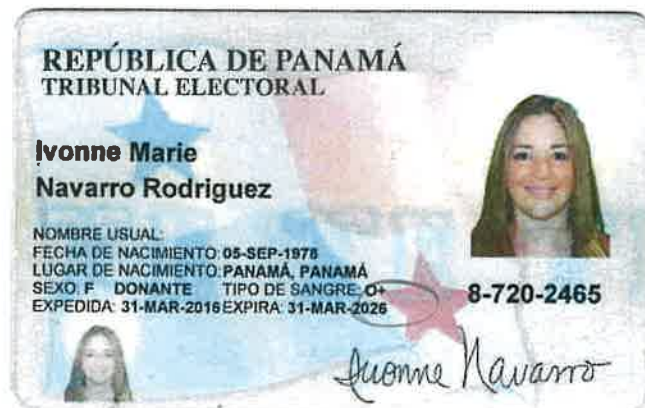 REPÚBLICA DE PANAMÁ
TRIBUNAL ELECTORAL
Ivonne Marie
Navarro Rodriguez
NOMBRE USUAL:
FECHA DE NACIMIENTO: 05-SEP-1978
LUGAR DE NACIMIENTO: PANAMÁ, PANAMÁ
SEXO: F DONANTE TIPO DE SANGRE: O+
EXPEDIDA: 31-MAR-2016 EXPIRA: 31-MAR-2026
8-720-2465
Ivonne Navarro